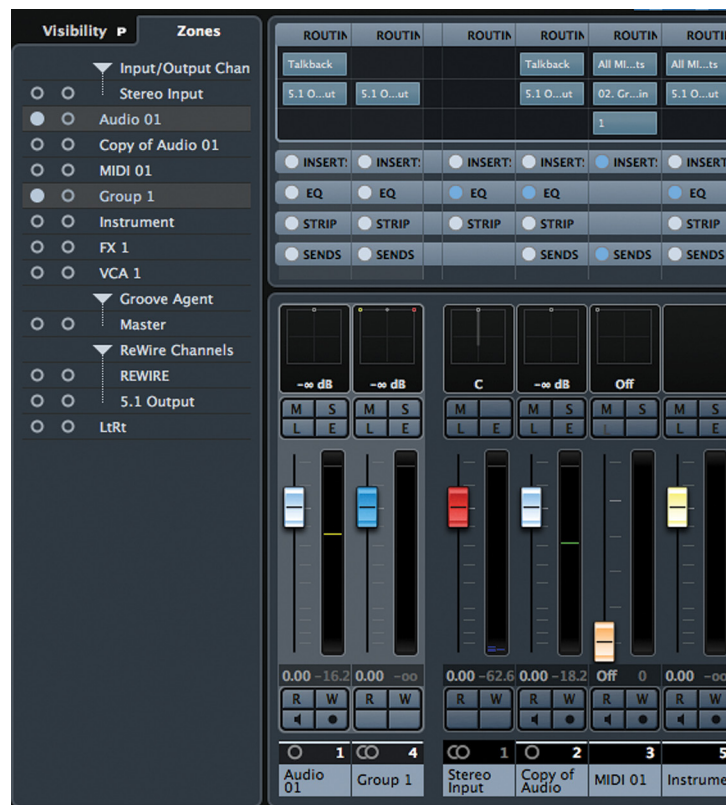 Visibility P Zones
Input/Output Chan
Stereo Input
Audio 01
Copy of Audio 01
MIDI 01
Group 1
Instrument
FX 1
VCA 1
Groove Agent
Master
ReWire Channels
REWIRE
5.1 Output
LtRt
ROUTIN ROUTIN ROUTIN ROUTIN ROUTIN ROUTI
Talkback Talkback All MI...ts All MI...ts
5.1 O...ut 5.1 O...ut 5.1 O...ut 02. Gr...in 5.1 O...ut
1
INSERT: INSERT: INSERT: INSERT: INSERT: INSERT
EQ EQ EQ EQ EQ
STRIP STRIP STRIP STRIP STRIP
SENDS SENDS SENDS SENDS SENDS
-∞ dB -∞ dB C -∞ dB Off
M S M S M M S M S M S
L E L E L E L E L L E
0.00 -16.2 0.00 -oo 0.00 -62.6 0.00 -18.2 Off 0 0.00 -oo
R W R W R W R W R W R W
1 4 1 2 3 5
Audio 01 Group 1 Stereo Input Copy of Audio MIDI 01 Instrume